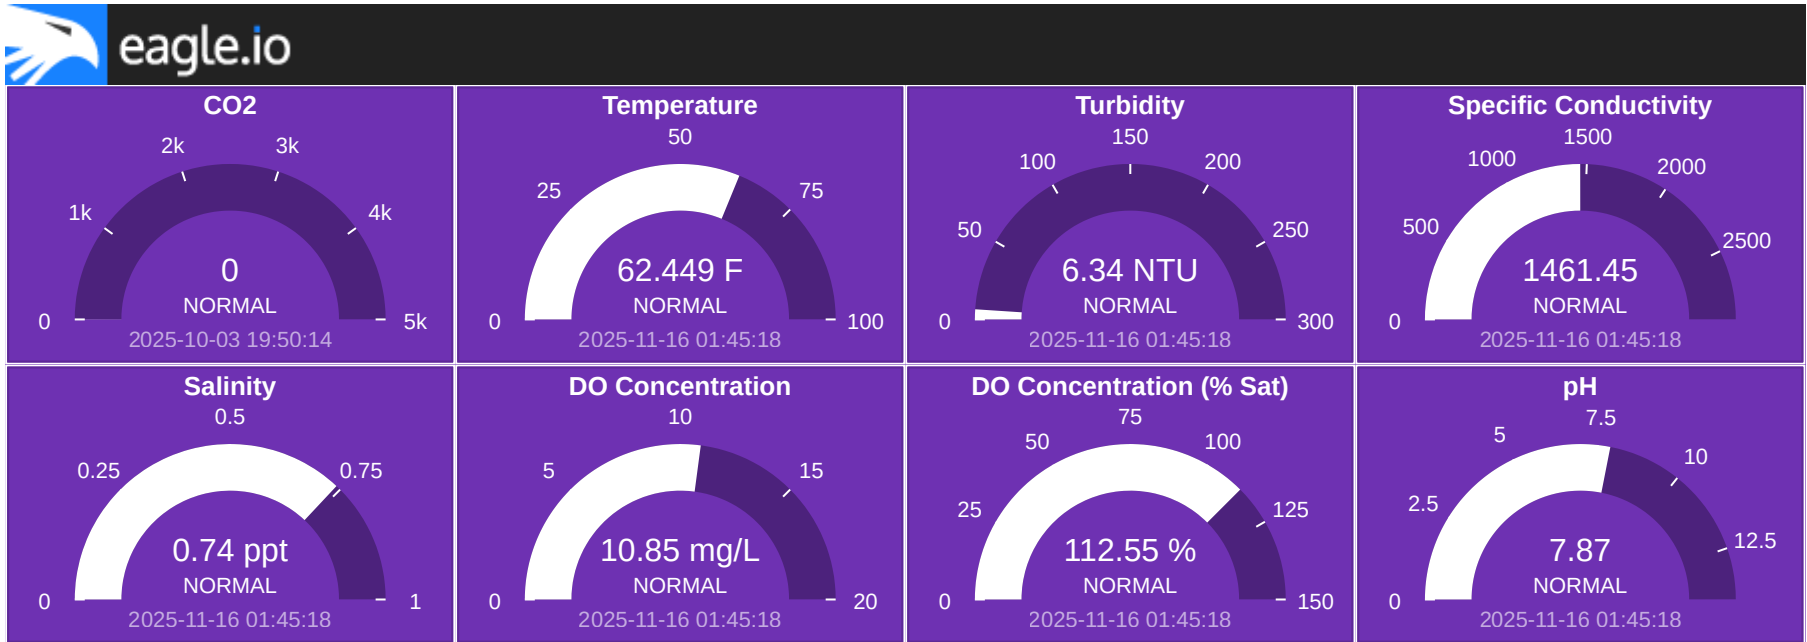 eagle.io
CO2
2k 3k
1k 4k
0
NORMAL
0 5k
2025-10-03 19:50:14
Temperature
50
25 75
62.449 F
NORMAL
0 100
2025-11-16 01:45:18
Turbidity
150
100 200
50 250
6.34 NTU
NORMAL
0 300
2025-11-16 01:45:18
Specific Conductivity
1500
1000 2000
500 2500
1461.45
NORMAL
0
2025-11-16 01:45:18
Salinity
0.5
0.25 0.75
0.74 ppt
NORMAL
0 1
2025-11-16 01:45:18
DO Concentration
10
5 15
10.85 mg/L
NORMAL
0 20
2025-11-16 01:45:18
DO Concentration (% Sat)
75
50 100
25 125
112.55 %
NORMAL
0 150
2025-11-16 01:45:18
pH
7.5
5 10
2.5 12.5
7.87
NORMAL
0
2025-11-16 01:45:18